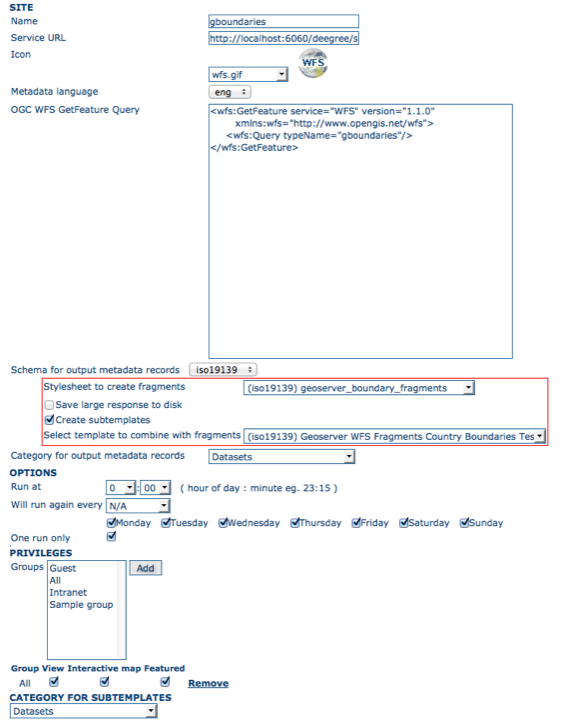 SITE
Name gboundaries
Service URL http://localhost:6060/deegree/s
Icon WFS
wfs.gif
Metadata language eng
OGC WFS GetFeature Query <wfs:GetFeature service="WFS" version="1.1.0"
xmlns:wfs="http://www.opengis.net/wfs">
<wfs:Query typeName="gboundaries"/>
</wfs:GetFeature>
Schema for output metadata records iso19139
Stylesheet to create fragments (iso19139) geoserver_boundary_fragments
Save large response to disk
Create subtemplates
Select template to combine with fragments (iso19139) Geoserver WFS Fragments Country Boundaries Tes
Category for output metadata records Datasets
OPTIONS
Run at 0 : 00 ( hour of day : minute eg. 23:15 )
Will run again every N/A
Monday Tuesday Wednesday Thursday Friday Saturday Sunday
One run only
PRIVILEGES
Groups Guest Add
All
Intranet
Sample group
Group View Interactive map Featured
All Remove
CATEGORY FOR SUBTEMPLATES
Datasets